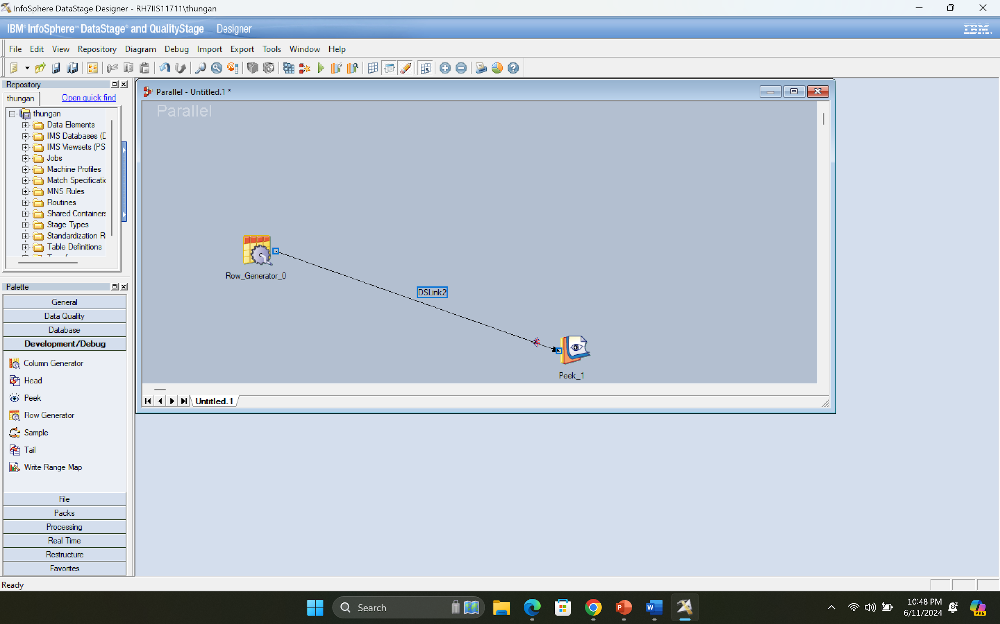 InfoSphere DataStage Designer - RH7IIS11711\thungan
IBM® InfoSphere™ DataStage® and QualityStage Designer
IBM.
File Edit View Repository Diagram Debug Import Export Tools Window Help
Repository
thungan
Open quick find
thungan
Data Elements
IMS Databases (D
IMS Viewsets (PS
Jobs
Machine Profiles
Match Specificatio
MNS Rules
Routines
Shared Containers
Stage Types
Standardization R
Table Definitions
Palette
General
Data Quality
Database
Development/Debug
Column Generator
Head
Peek
Row Generator
Sample
Tail
Write Range Map
File
Packs
Processing
Real Time
Restructure
Favorites
Parallel - Untitled.1 *
Parallel
Row_Generator_0
DSLink2
Peek_1
Untitled.1
Ready
Search
10:48 PM
6/11/2024
PRE